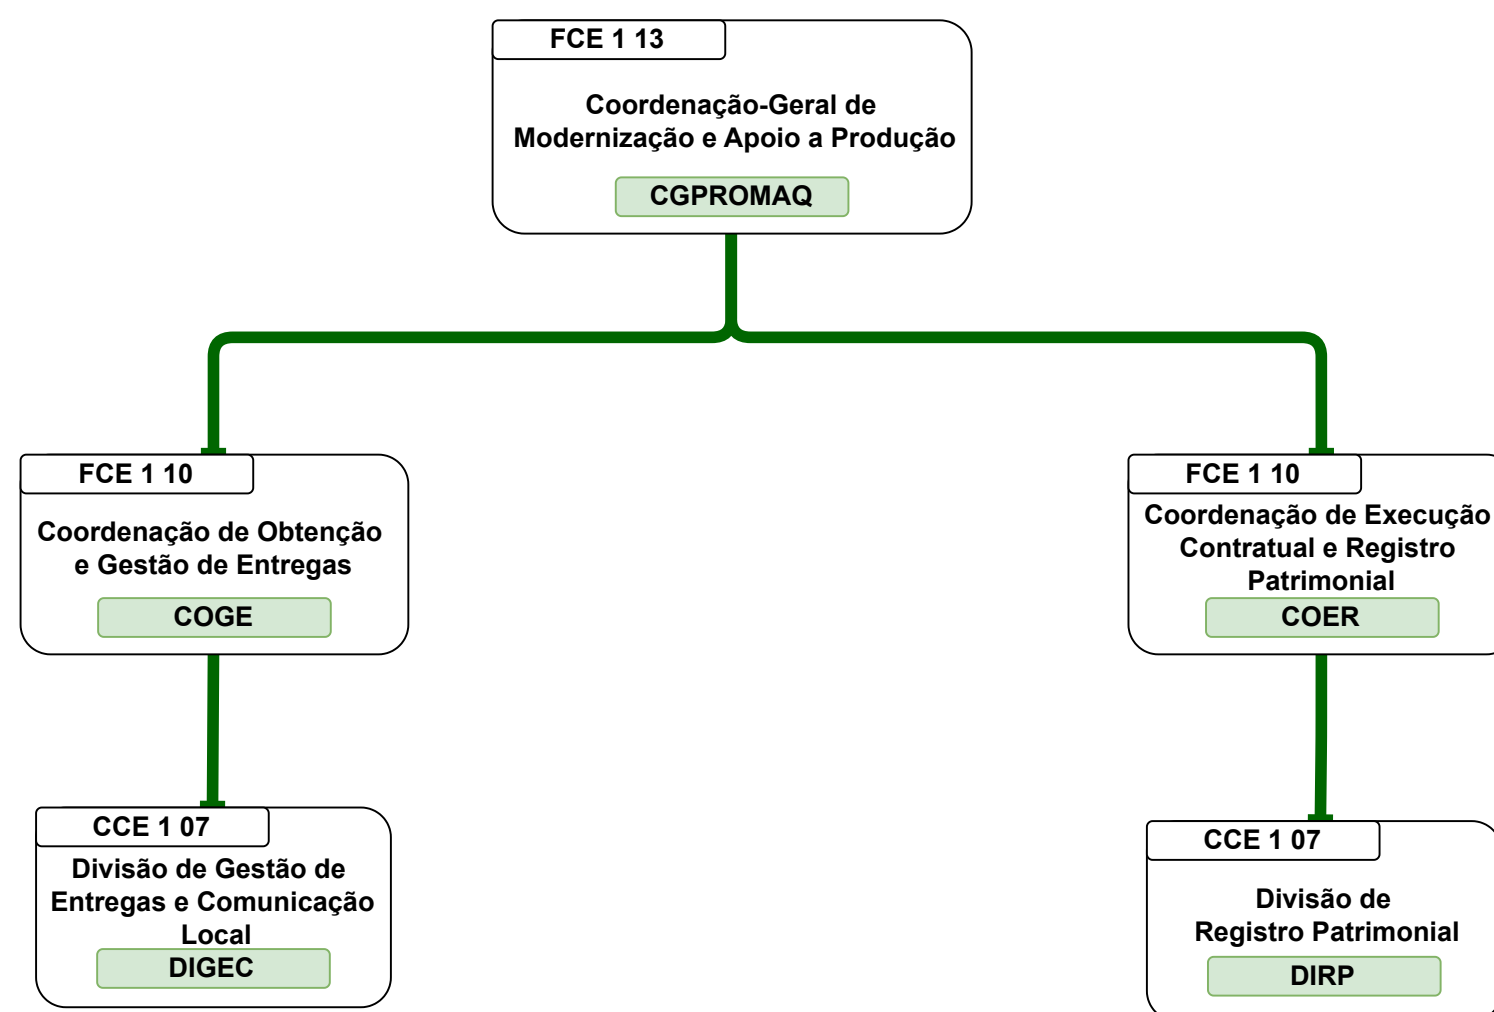 FCE 1 13
Coordenação-Geral de
Modernização e Apoio a Produção
CGPROMAQ
FCE 1 10
Coordenação de Obtenção
e Gestão de Entregas
COGE
FCE 1 10
Coordenação de Execução
Contratual e Registro
Patrimonial
COER
CCE 1 07
Divisão de Gestão de
Entregas e Comunicação
Local
DIGEC
CCE 1 07
Divisão de
Registro Patrimonial
DIRP